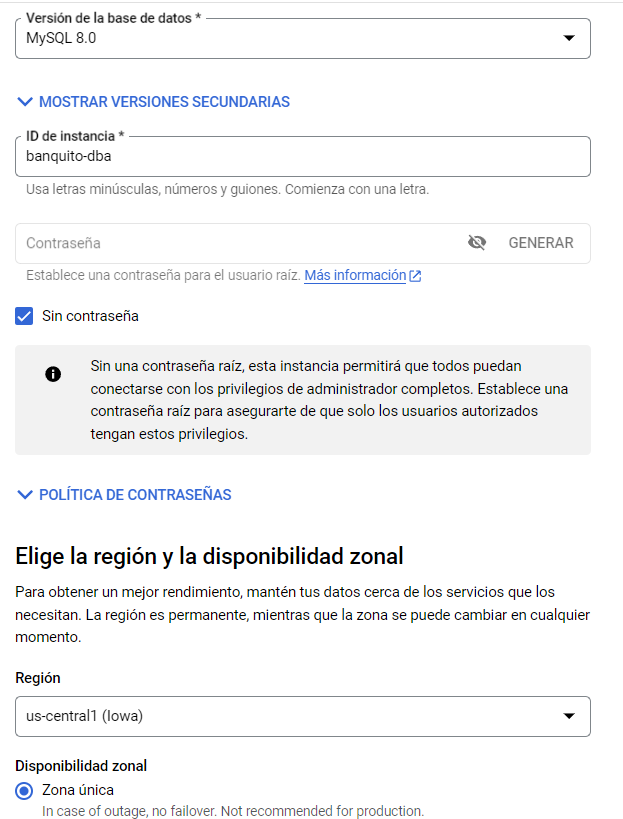 Versión de la base de datos *
MySQL 8.0
MOSTRAR VERSIONES SECUNDARIAS
ID de instancia *
banquito-dba
Usa letras minúsculas, números y guiones. Comienza con una letra.
Contraseña
GENERAR
Establece una contraseña para el usuario raíz. Más información
Sin contraseña
Sin una contraseña raíz, esta instancia permitirá que todos puedan
conectarse con los privilegios de administrador completos. Establece una
contraseña raíz para asegurarte de que solo los usuarios autorizados
tengan estos privilegios.
POLÍTICA DE CONTRASEÑAS
Elige la región y la disponibilidad zonal
Para obtener un mejor rendimiento, mantén tus datos cerca de los servicios que los
necesitan. La región es permanente, mientras que la zona se puede cambiar en cualquier
momento.
Región
us-central1 (Iowa)
Disponibilidad zonal
Zona única
In case of outage, no failover. Not recommended for production.